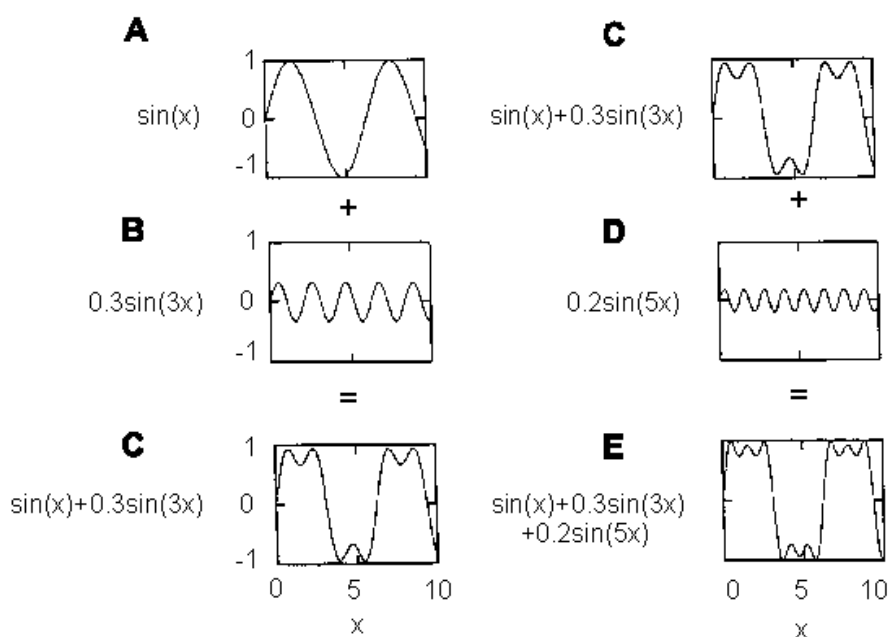 A
1
sin(x)
0
-1
+
B
1
0.3sin(3x)
0
-1
=
C
1
sin(x)+0.3sin(3x)
0
-1
0 5 10
x
C
sin(x)+0.3sin(3x)
+
D
0.2sin(5x)
=
E
sin(x)+0.3sin(3x)
+0.2sin(5x)
0 5 10
x